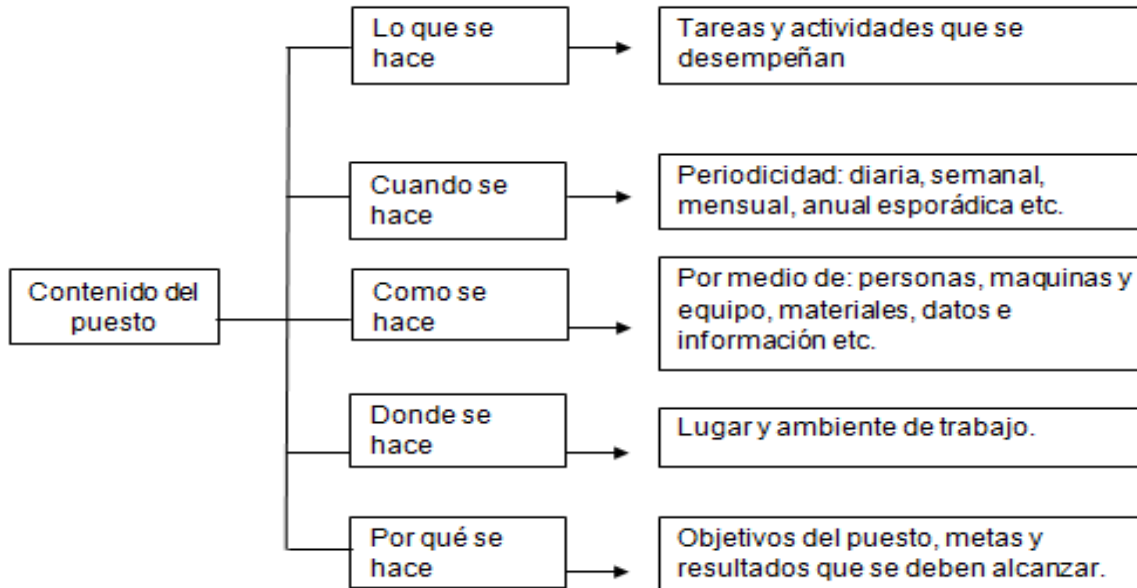 Lo que se
hace
Tareas y actividades que se
desempeñan
Cuando se
hace
Periodicidad: diaria, semanal,
mensual, anual esporádica etc.
Contenido del
puesto
Como se
hace
Por medio de: personas, maquinas y
equipo, materiales, datos e
información etc.
Donde se
hace
Lugar y ambiente de trabajo.
Por qué se
hace
Objetivos del puesto, metas y
resultados que se deben alcanzar.